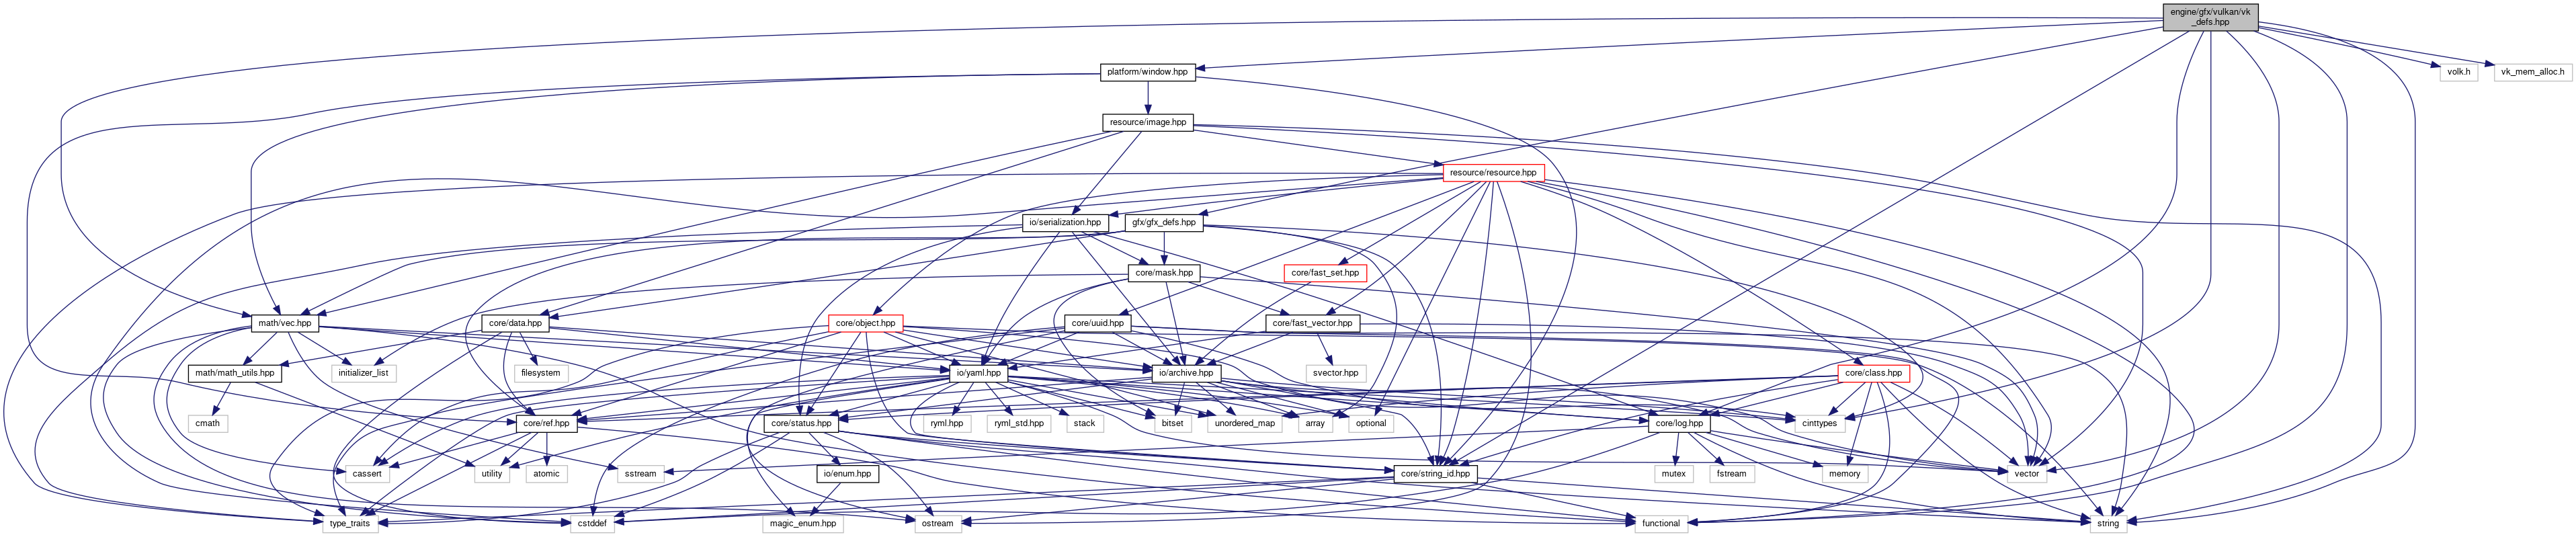 engine/gfx/vulkan/vk
_defs.hpp
platform/window.hpp
volk.h
vk_mem_alloc.h
resource/image.hpp
resource/resource.hpp
io/serialization.hpp
gfx/gfx_defs.hpp
core/mask.hpp
core/fast_set.hpp
math/vec.hpp
core/data.hpp
core/object.hpp
core/uuid.hpp
core/fast_vector.hpp
math/math_utils.hpp
initializer_list
filesystem
io/yaml.hpp
io/archive.hpp
svector.hpp
core/class.hpp
cmath
core/ref.hpp
core/status.hpp
ryml.hpp
ryml_std.hpp
stack
bitset
unordered_map
array
optional
core/log.hpp
cinttypes
cassert
utility
atomic
sstream
io/enum.hpp
core/string_id.hpp
mutex
fstream
memory
vector
type_traits
cstddef
magic_enum.hpp
ostream
functional
string